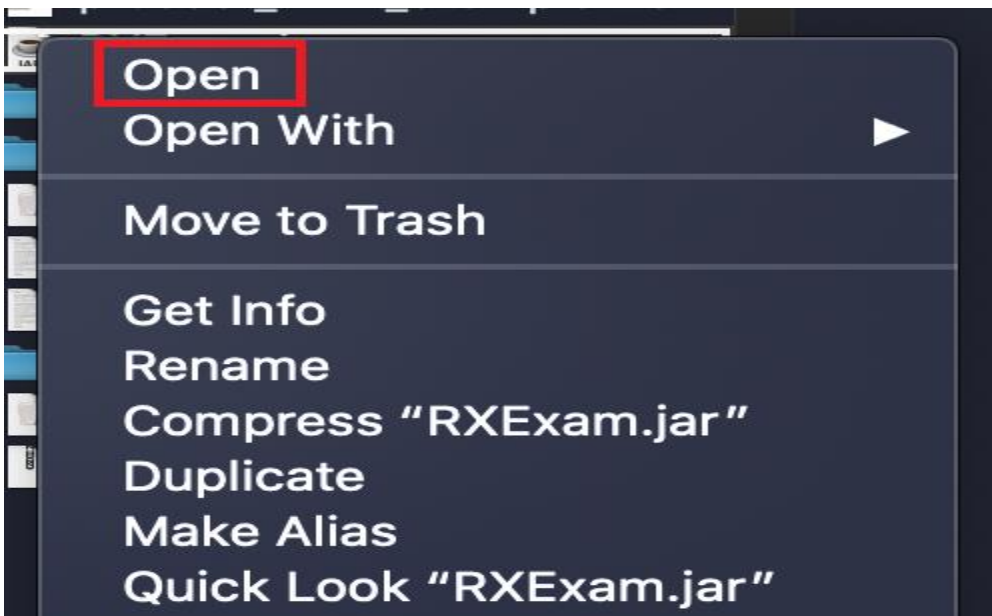 Open
Open With
Move to Trash
Get Info
Rename
Compress “RXExam.jar”
Duplicate
Make Alias
Quick Look “RXExam.jar”